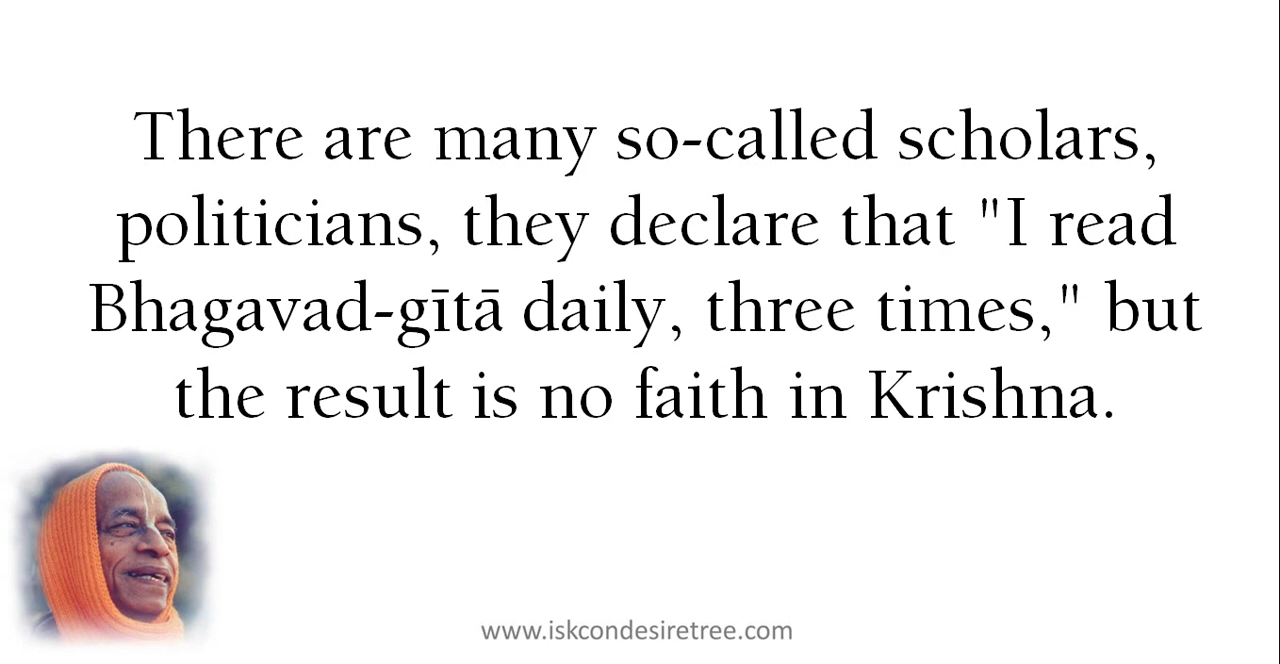 There are many so-called scholars,
politicians, they declare that "I read
Bhagavad-gītā daily, three times," but
the result is no faith in Krishna.
www.iskcondesiretree.com